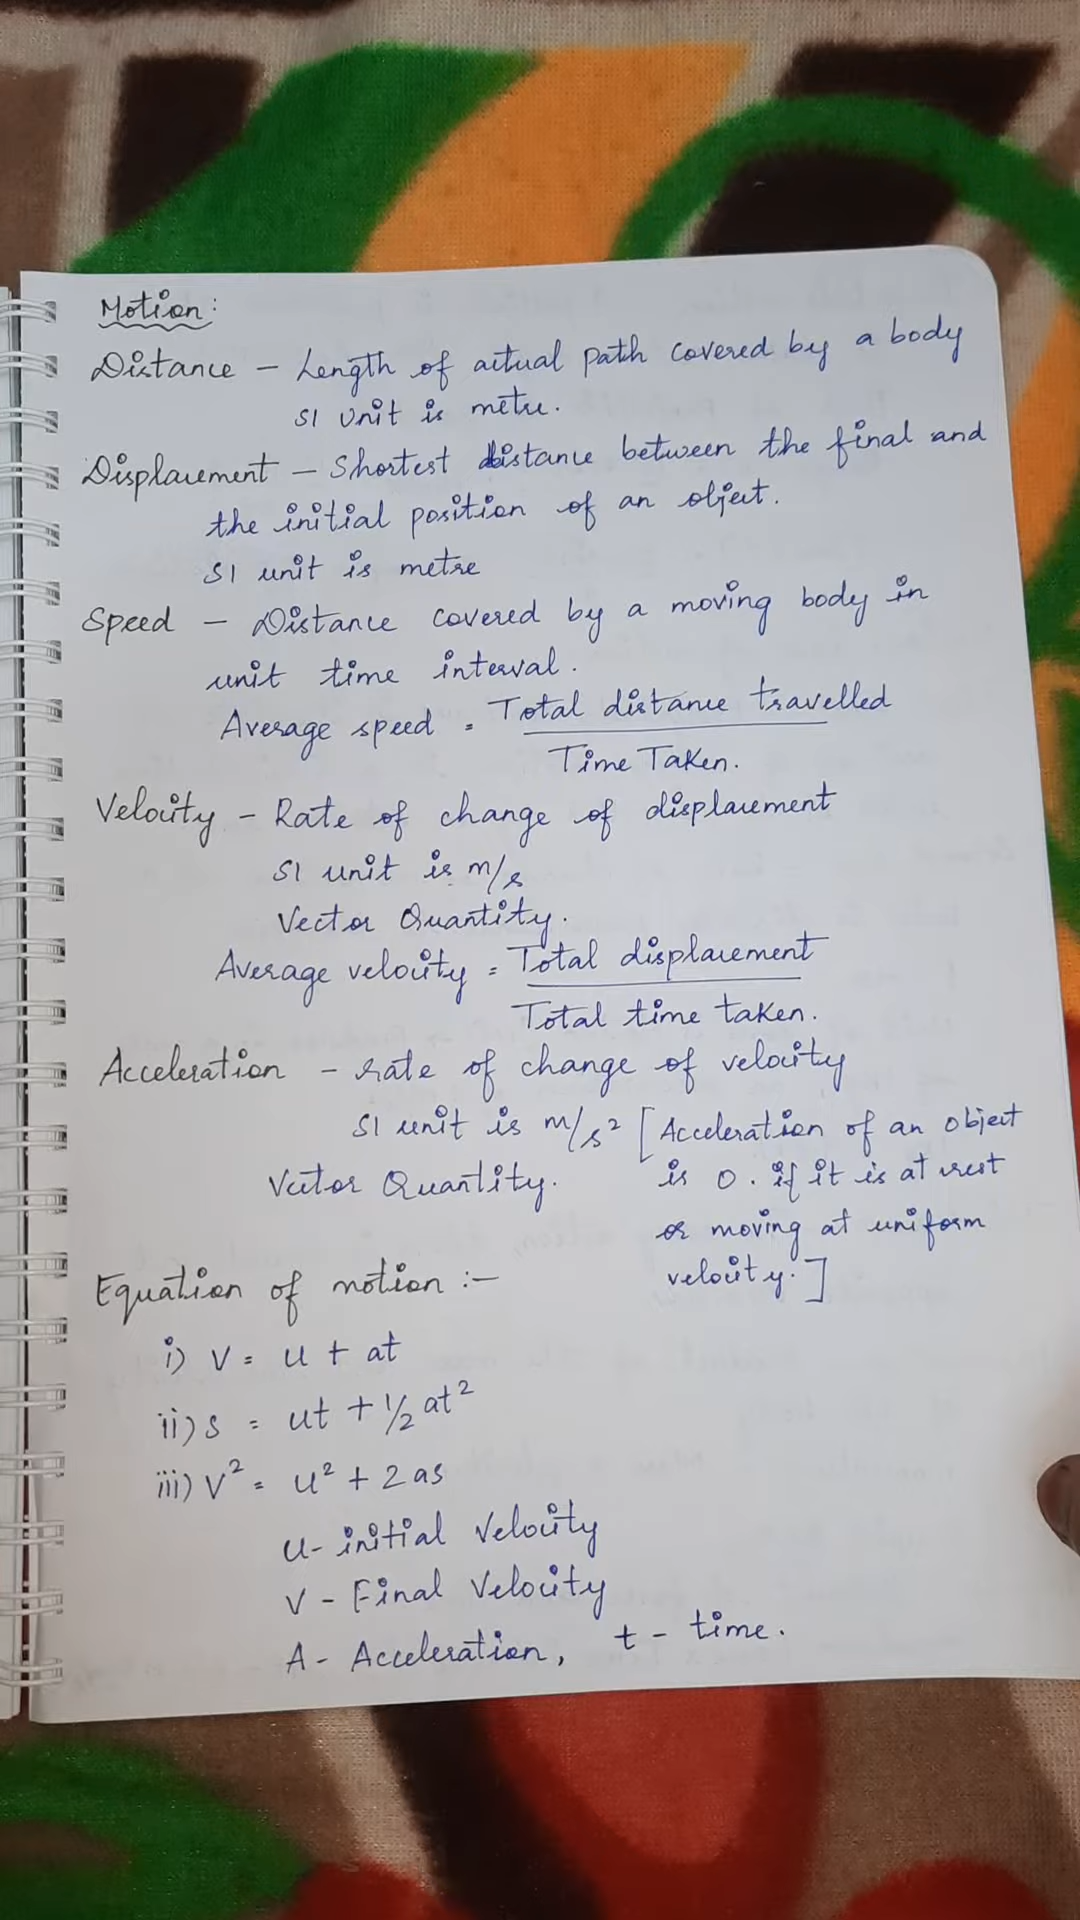 Motion:
Distance - Length of actual path covered by a body
SI unit is metre.
Displacement - Shortest distance between the final and
the initial position of an object.
SI unit is metre
Speed - Distance covered by a moving body in
unit time interval.
Average speed = Total distance travelled
Time Taken.
Velocity - Rate of change of displacement
SI unit is m/s
Vector Quantity.
Average velocity = Total displacement
Total time taken.
Acceleration - rate of change of velocity
SI unit is m/s² [Acceleration of an object
Vector Quantity. is 0. if it is at rest
or moving at uniform
velocity.]
Equation of motion :-
i) V = u + at
ii) s = ut + 1/2 at²
iii) V² = u² + 2as
U - initial Velocity
V - Final Velocity
A - Acceleration, t - time.